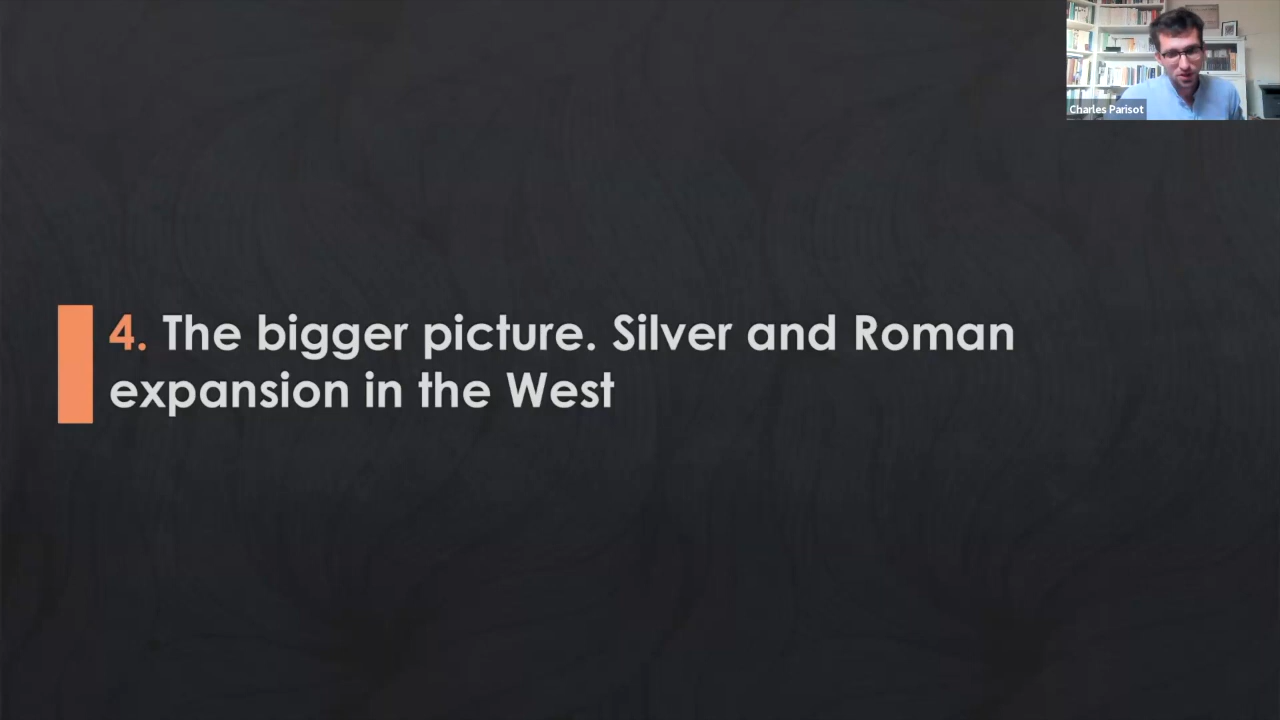 Charles Parisot
4. The bigger picture. Silver and Roman
expansion in the West